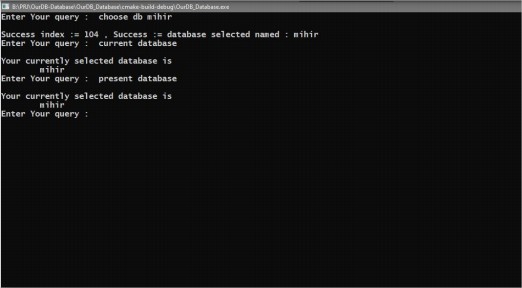 B:\PRJ\OurDB-Database\OurDB_Database\cmake-build-debug\OurDB_Database.exe
Enter Your query :  choose db mihir
Success index := 104 , Success := database selected named : mihir
Enter Your query :  current database
Your currently selected database is
mihir
Enter Your query :  present database
Your currently selected database is
mihir
Enter Your query :